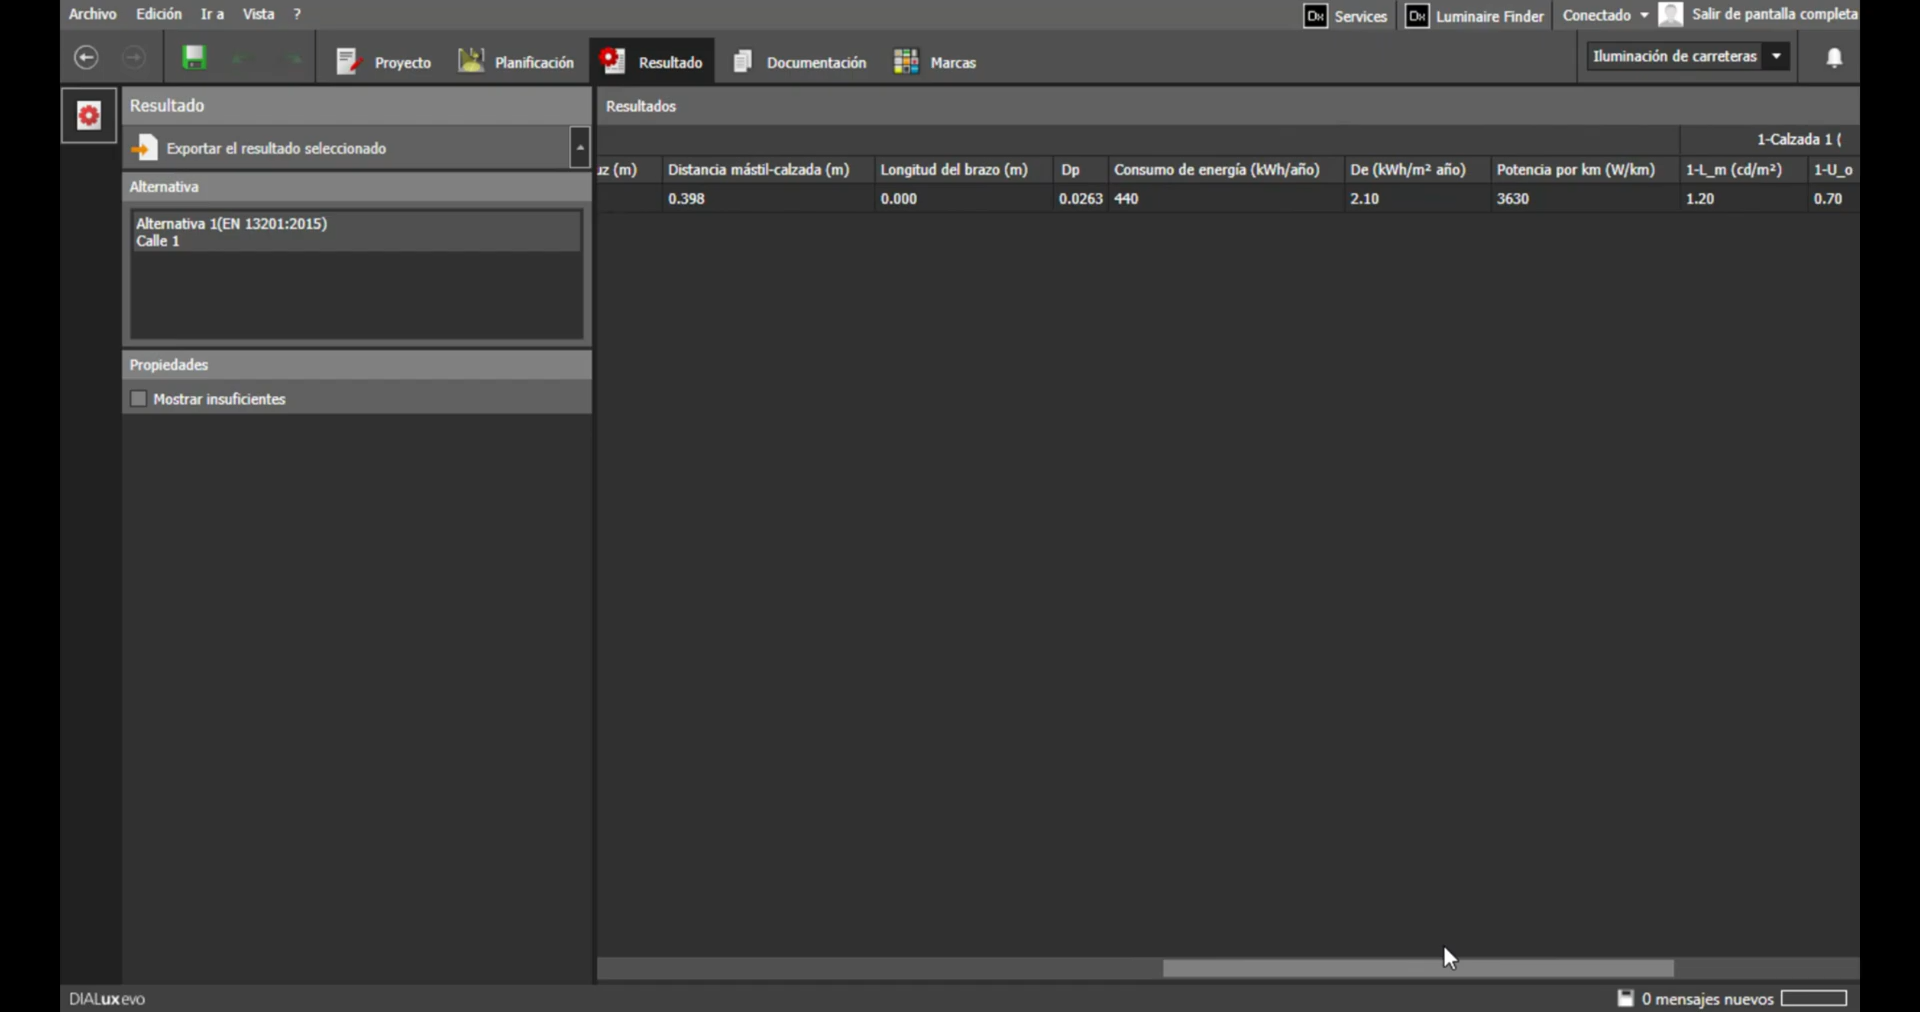 Archivo Edición Ir a Vista ?
DX Services DX Luminaire Finder Conectado Salir de pantalla completa
Proyecto Planificación Resultado Documentación Marcas Iluminación de carreteras
Resultado
Resultados
Exportar el resultado seleccionado
1-Calzada 1 (
uz (m) Distancia mástil-calzada (m) Longitud del brazo (m) Dp Consumo de energía (kWh/año) De (kWh/m² año) Potencia por km (W/km) 1-L_m (cd/m²) 1-U_o
0.398 0.000 0.0263 440 2.10 3630 1.20 0.70
Alternativa
Alternativa 1(EN 13201:2015)
Calle 1
Propiedades
Mostrar insuficientes
DIALux evo
0 mensajes nuevos